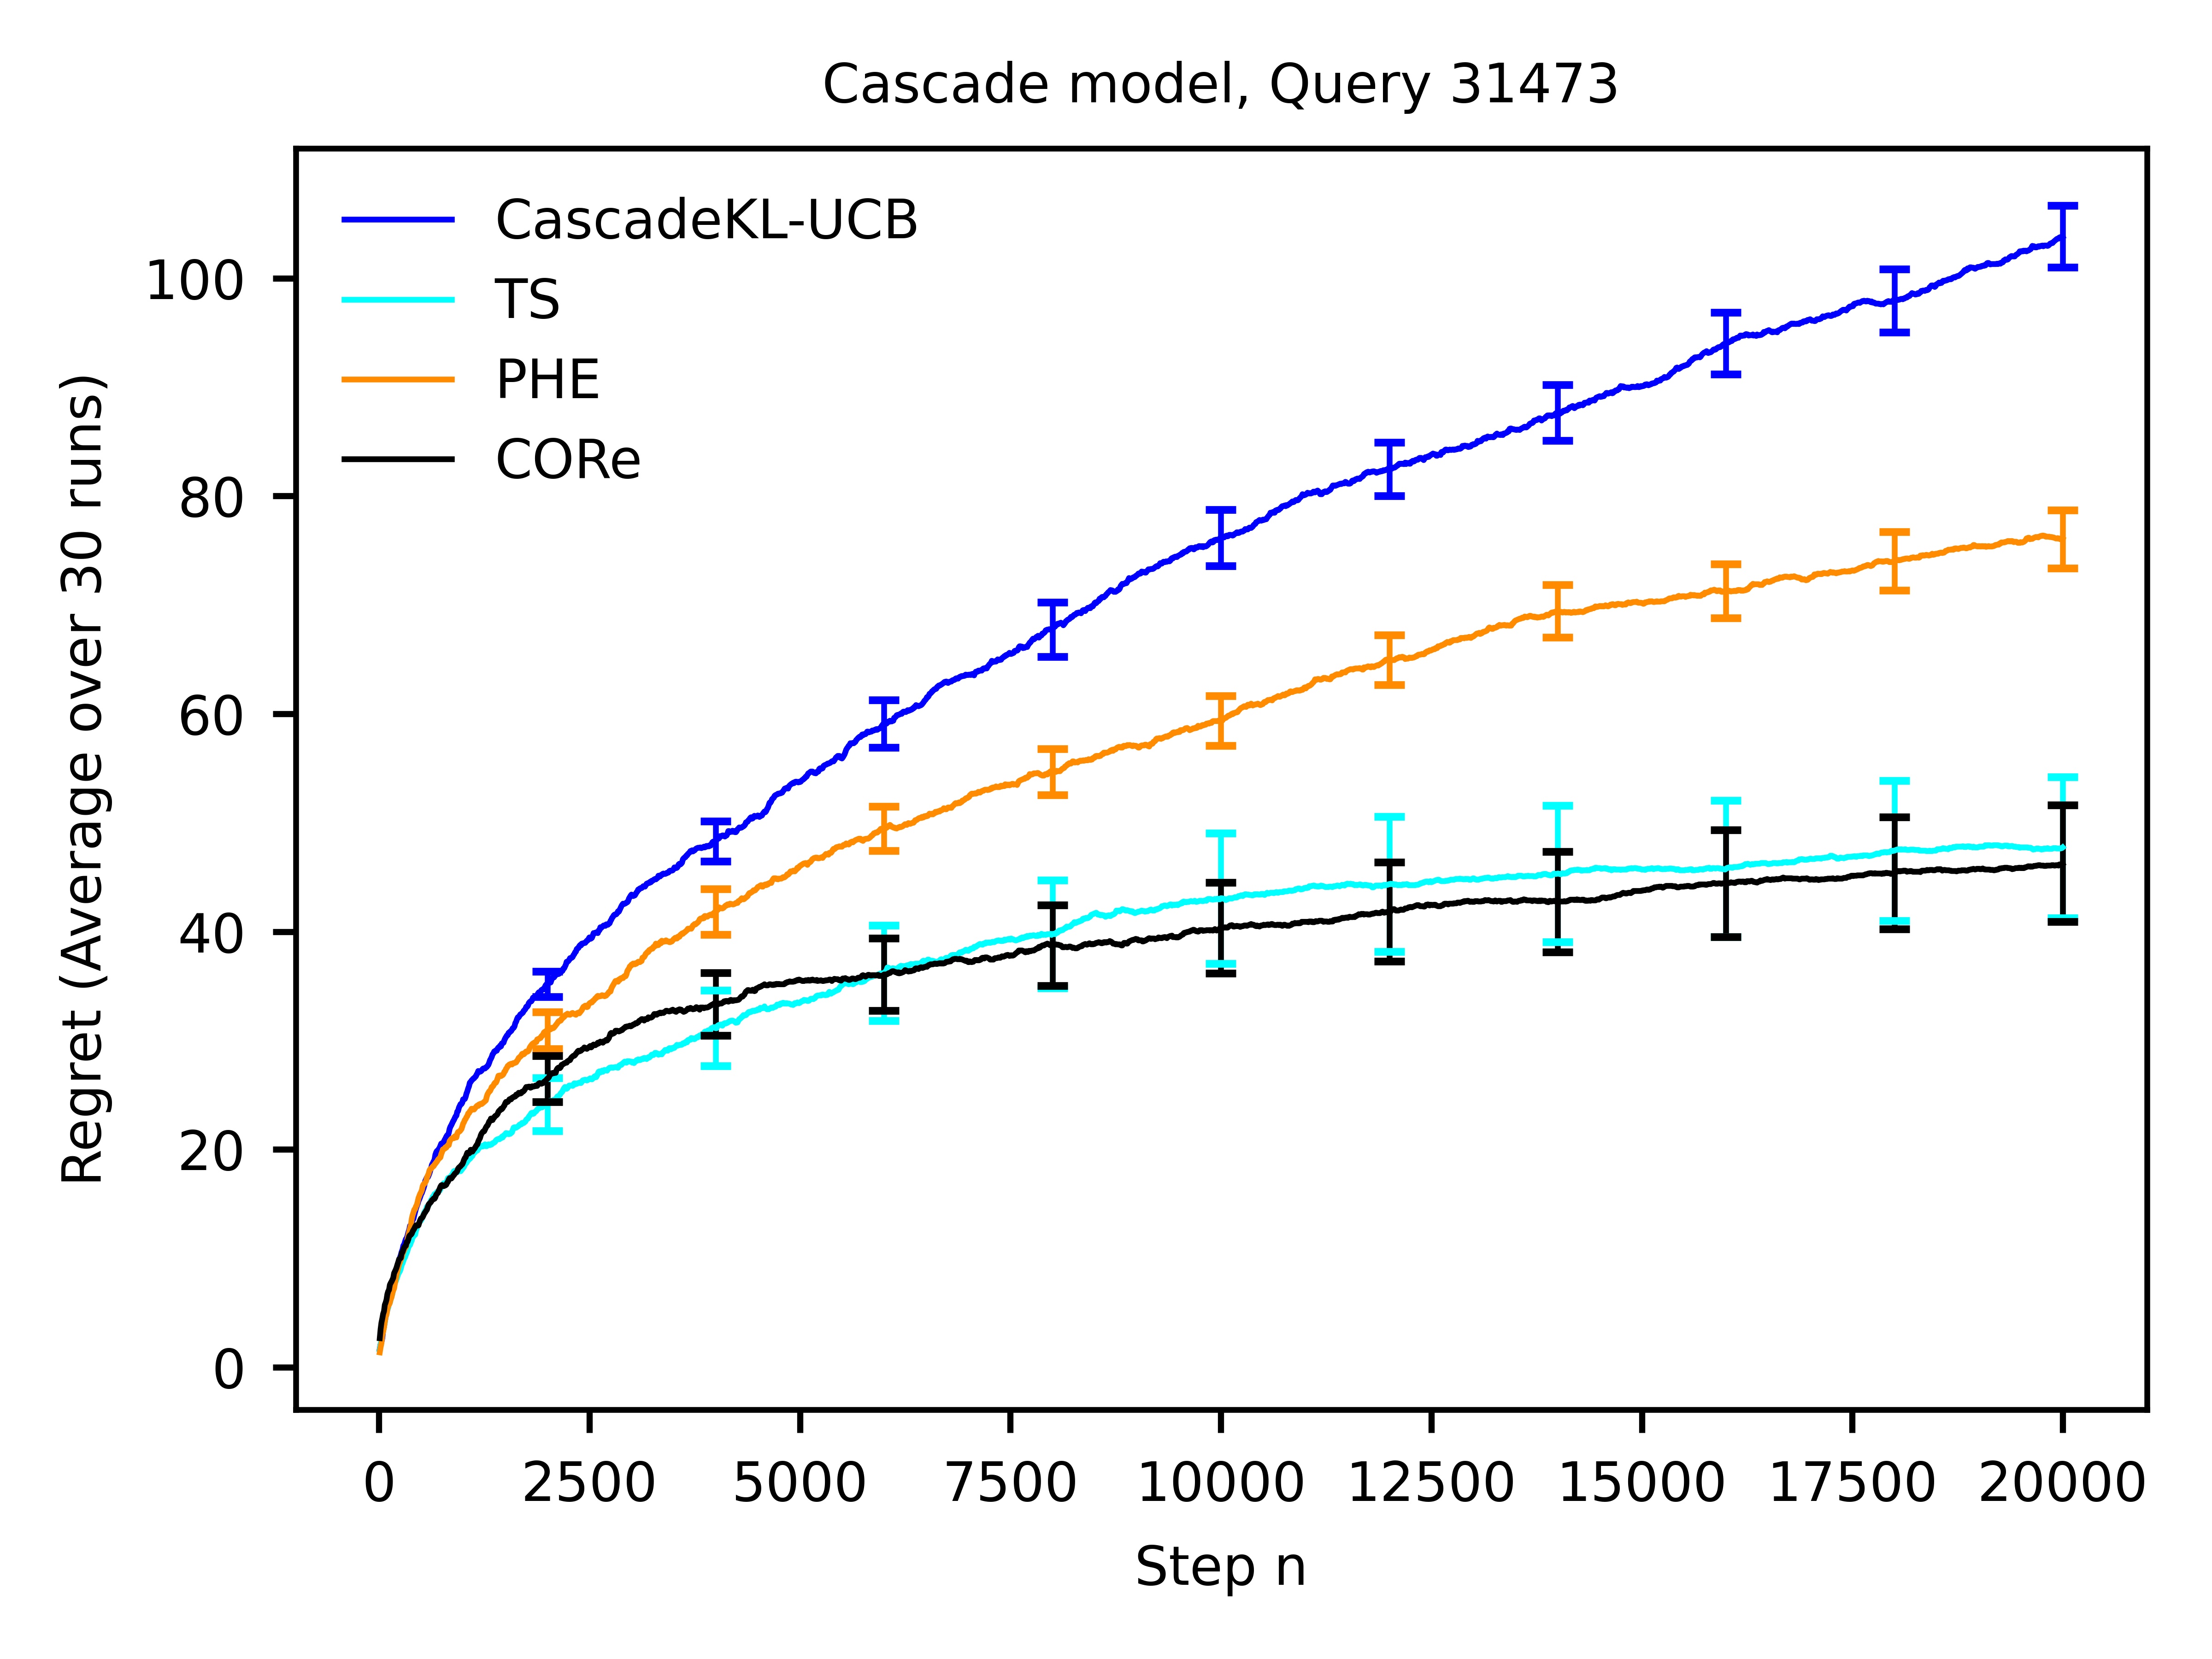 Cascade model, Query 31473
CascadeKL-UCB
TS
PHE
CORe
Regret (Average over 30 runs)
100
80
60
40
20
0
0 2500 5000 7500 10000 12500 15000 17500 20000
Step n